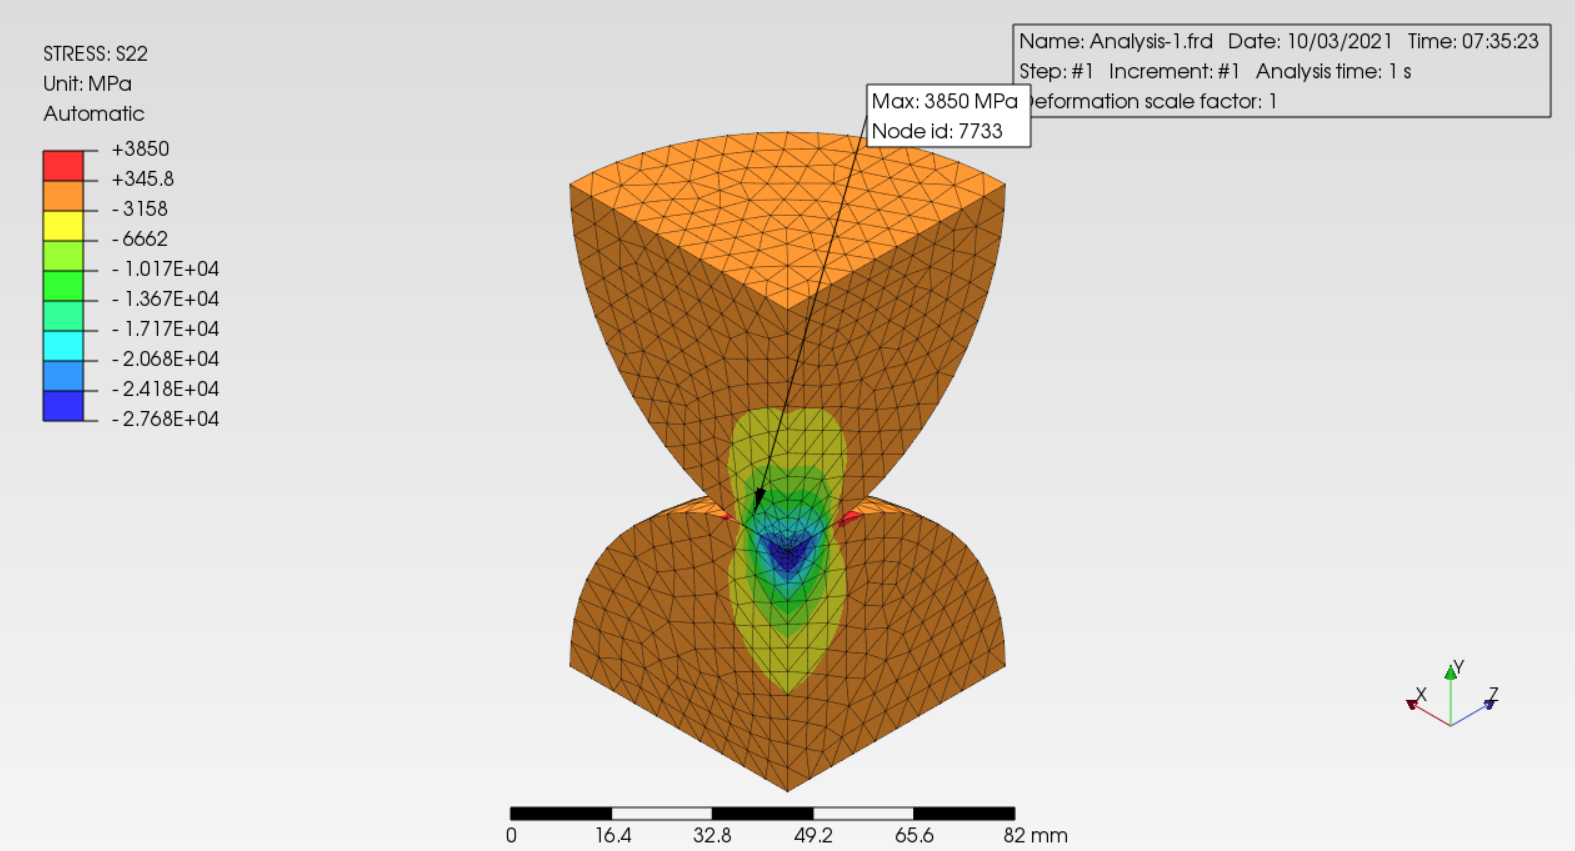 STRESS: S22
Unit: MPa
Automatic
+3850
+345.8
-3158
-6662
-1.017E+04
-1.367E+04
-1.717E+04
-2.068E+04
-2.418E+04
-2.768E+04
Name: Analysis-1.frd Date: 10/03/2021 Time: 07:35:23
Step: #1 Increment: #1 Analysis time: 1 s
eformation scale factor: 1
Max: 3850 MPa
Node id: 7733
X
Y
Z
0 16.4 32.8 49.2 65.6 82 mm